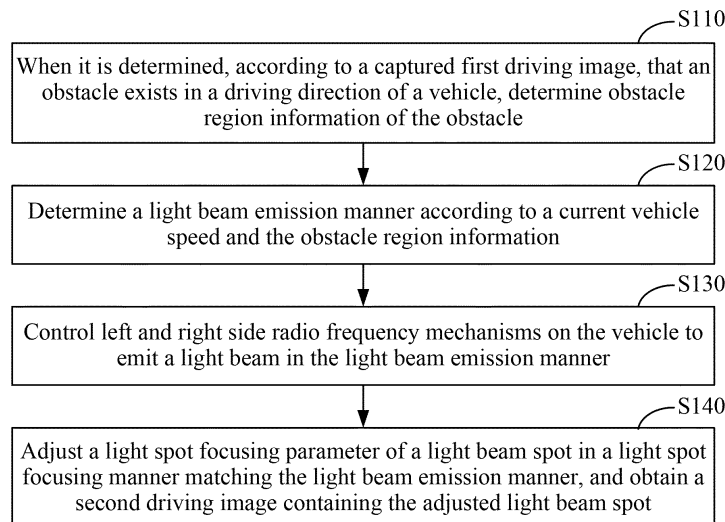 S110
When it is determined, according to a captured first driving image, that an
obstacle exists in a driving direction of a vehicle, determine obstacle
region information of the obstacle
S120
Determine a light beam emission manner according to a current vehicle
speed and the obstacle region information
S130
Control left and right side radio frequency mechanisms on the vehicle to
emit a light beam in the light beam emission manner
S140
Adjust a light spot focusing parameter of a light beam spot in a light spot
focusing manner matching the light beam emission manner, and obtain a
second driving image containing the adjusted light beam spot